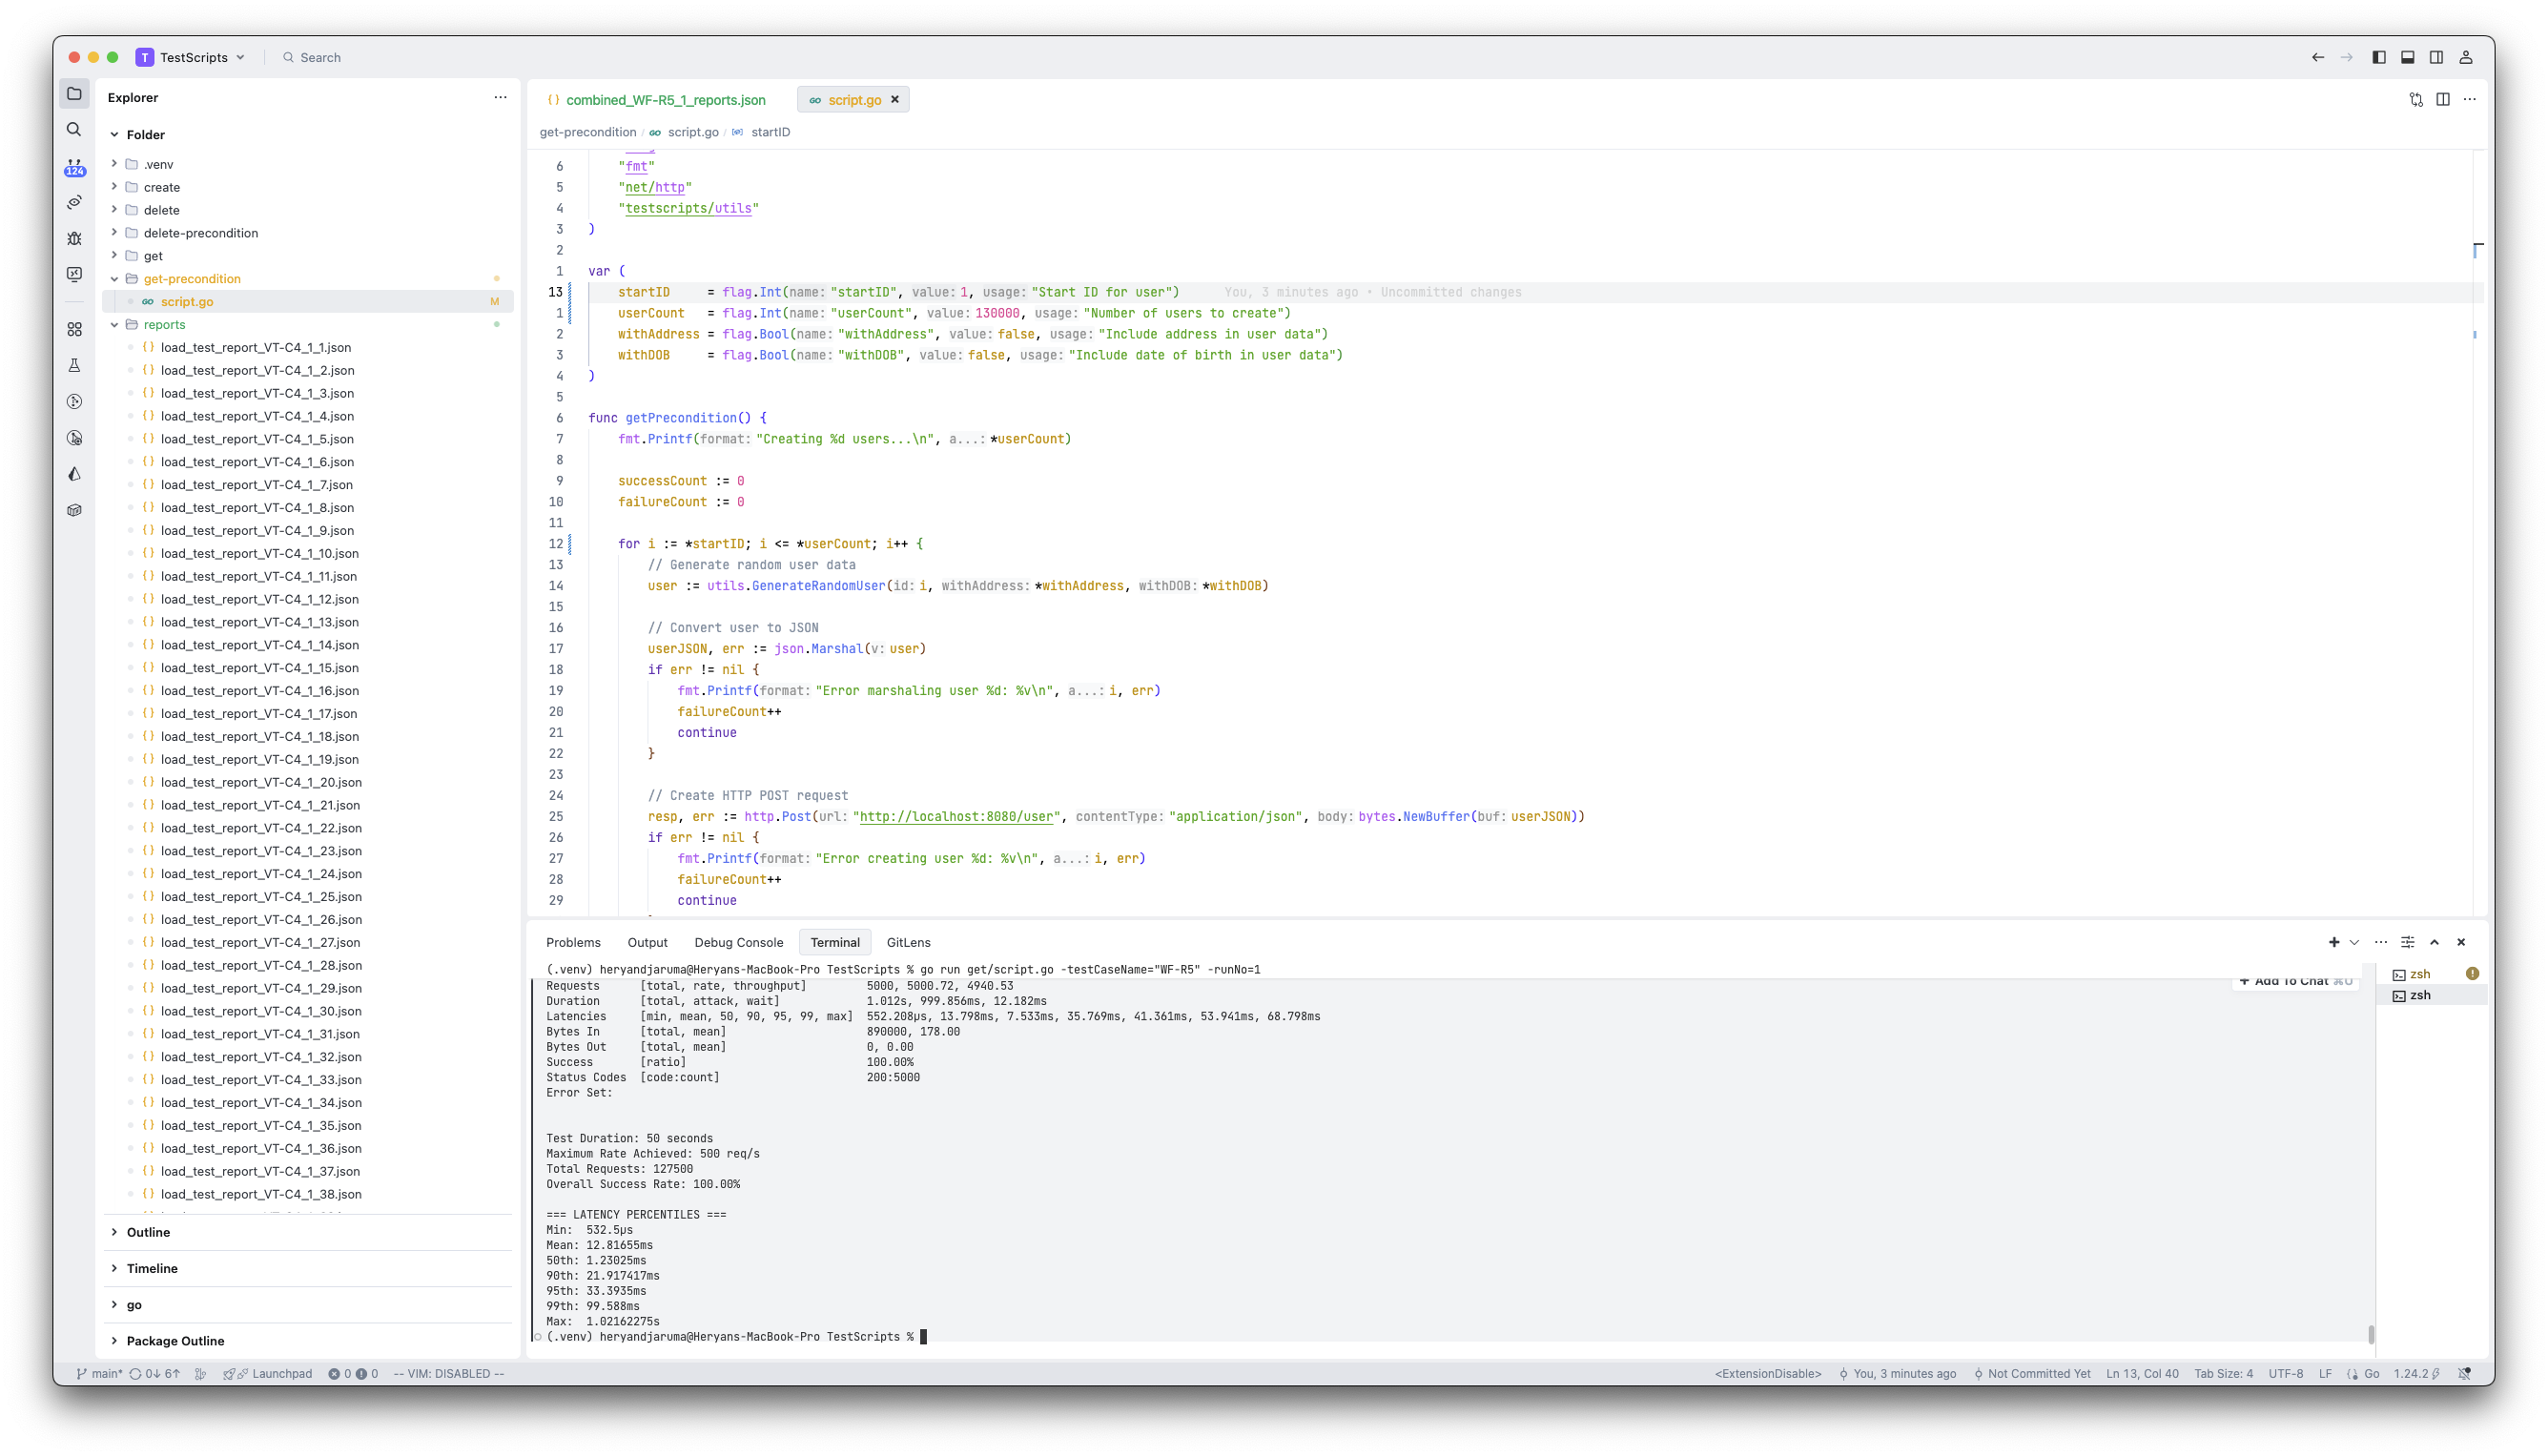 T TestScripts Search
Explorer
Folder
124
.venv
create
delete
delete-precondition
get
get-precondition
script.go M
reports
load_test_report_VT-C4_1_1.json
load_test_report_VT-C4_1_2.json
load_test_report_VT-C4_1_3.json
load_test_report_VT-C4_1_4.json
load_test_report_VT-C4_1_5.json
load_test_report_VT-C4_1_6.json
load_test_report_VT-C4_1_7.json
load_test_report_VT-C4_1_8.json
load_test_report_VT-C4_1_9.json
load_test_report_VT-C4_1_10.json
load_test_report_VT-C4_1_11.json
load_test_report_VT-C4_1_12.json
load_test_report_VT-C4_1_13.json
load_test_report_VT-C4_1_14.json
load_test_report_VT-C4_1_15.json
load_test_report_VT-C4_1_16.json
load_test_report_VT-C4_1_17.json
load_test_report_VT-C4_1_18.json
load_test_report_VT-C4_1_19.json
load_test_report_VT-C4_1_20.json
load_test_report_VT-C4_1_21.json
load_test_report_VT-C4_1_22.json
load_test_report_VT-C4_1_23.json
load_test_report_VT-C4_1_24.json
load_test_report_VT-C4_1_25.json
load_test_report_VT-C4_1_26.json
load_test_report_VT-C4_1_27.json
load_test_report_VT-C4_1_28.json
load_test_report_VT-C4_1_29.json
load_test_report_VT-C4_1_30.json
load_test_report_VT-C4_1_31.json
load_test_report_VT-C4_1_32.json
load_test_report_VT-C4_1_33.json
load_test_report_VT-C4_1_34.json
load_test_report_VT-C4_1_35.json
load_test_report_VT-C4_1_36.json
load_test_report_VT-C4_1_37.json
load_test_report_VT-C4_1_38.json
Outline
Timeline
go
Package Outline
{} combined_WF-R5_1_reports.json GO script.go
get-precondition / GO script.go / startID
6 "fmt"
5 "net/http"
4 "testscripts/utils"
3 )
2
1 var (
13 startID = flag.Int(name: "startID", value: 1, usage: "Start ID for user") You, 3 minutes ago • Uncommitted changes
1 userCount = flag.Int(name: "userCount", value: 130000, usage: "Number of users to create")
2 withAddress = flag.Bool(name: "withAddress", value: false, usage: "Include address in user data")
3 withDOB = flag.Bool(name: "withDOB", value: false, usage: "Include date of birth in user data")
4 )
5
6 func getPrecondition() {
7 fmt.Printf(format: "Creating %d users...\n", a...: *userCount)
8
9 successCount := 0
10 failureCount := 0
11
12 for i := *startID; i <= *userCount; i++ {
13 // Generate random user data
14 user := utils.GenerateRandomUser(id: i, withAddress: *withAddress, withDOB: *withDOB)
15
16 // Convert user to JSON
17 userJSON, err := json.Marshal(v: user)
18 if err != nil {
19 fmt.Printf(format: "Error marshaling user %d: %v\n", a...: i, err)
20 failureCount++
21 continue
22 }
23
24 // Create HTTP POST request
25 resp, err := http.Post(url: "http://localhost:8080/user", contentType: "application/json", body: bytes.NewBuffer(buf: userJSON))
26 if err != nil {
27 fmt.Printf(format: "Error creating user %d: %v\n", a...: i, err)
28 failureCount++
29 continue
Problems Output Debug Console Terminal GitLens
(.venv) heryandjaruma@Heryans-MacBook-Pro TestScripts % go run get/script.go -testCaseName="WF-R5" -runNo=1
Requests [total, rate, throughput] 5000, 5000.72, 4940.53
Duration [total, attack, wait] 1.012s, 999.856ms, 12.182ms
Latencies [min, mean, 50, 90, 95, 99, max] 552.208µs, 13.798ms, 7.533ms, 35.769ms, 41.361ms, 53.941ms, 68.798ms
Bytes In [total, mean] 890000, 178.00
Bytes Out [total, mean] 0, 0.00
Success [ratio] 100.00%
Status Codes [code:count] 200:5000
Error Set:
Test Duration: 50 seconds
Maximum Rate Achieved: 500 req/s
Total Requests: 127500
Overall Success Rate: 100.00%
=== LATENCY PERCENTILES ===
Min: 532.5µs
Mean: 12.81655ms
50th: 1.23025ms
90th: 21.917417ms
95th: 33.3935ms
99th: 99.588ms
Max: 1.02162275s
(.venv) heryandjaruma@Heryans-MacBook-Pro TestScripts %
Add To Chat ⌘U
zsh
zsh
main* 0↓ 6↑ Launchpad 0 0 -- VIM: DISABLED -- <ExtensionDisable> You, 3 minutes ago Not Committed Yet Ln 13, Col 40 Tab Size: 4 UTF-8 LF Go 1.24.2